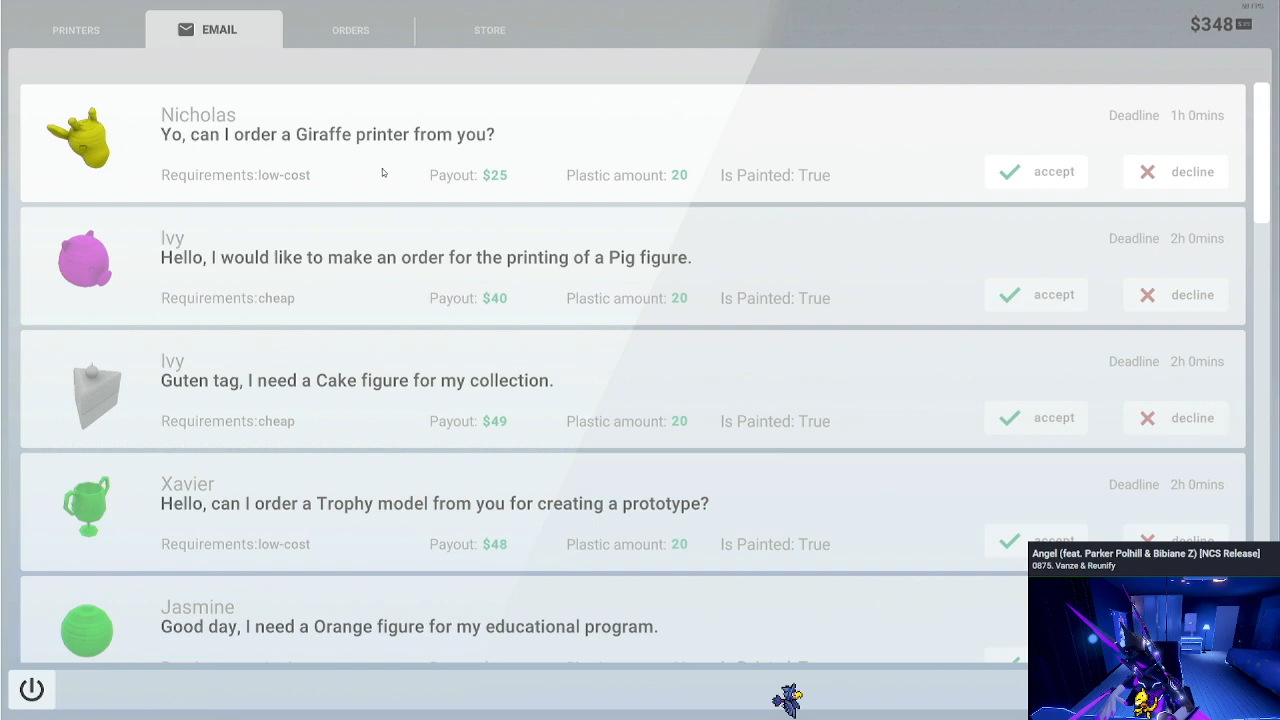 PRINTERS
EMAIL
ORDERS
STORE
$348
Nicholas
Yo, can I order a Giraffe printer from you?
Requirements:low-cost
Payout: $25
Plastic amount: 20
Is Painted: True
Deadline 1h 0mins
accept
decline
Ivy
Hello, I would like to make an order for the printing of a Pig figure.
Requirements:cheap
Payout: $40
Plastic amount: 20
Is Painted: True
Deadline 2h 0mins
accept
decline
Ivy
Guten tag, I need a Cake figure for my collection.
Requirements:cheap
Payout: $49
Plastic amount: 20
Is Painted: True
Deadline 2h 0mins
accept
decline
Xavier
Hello, can I order a Trophy model from you for creating a prototype?
Requirements:low-cost
Payout: $48
Plastic amount: 20
Is Painted: True
Deadline 2h 0mins
Jasmine
Good day, I need a Orange figure for my educational program.
Angel (feat. Parker Polhill & Bibiane Z) [NCS Release]
0875. Vanze & Reunify